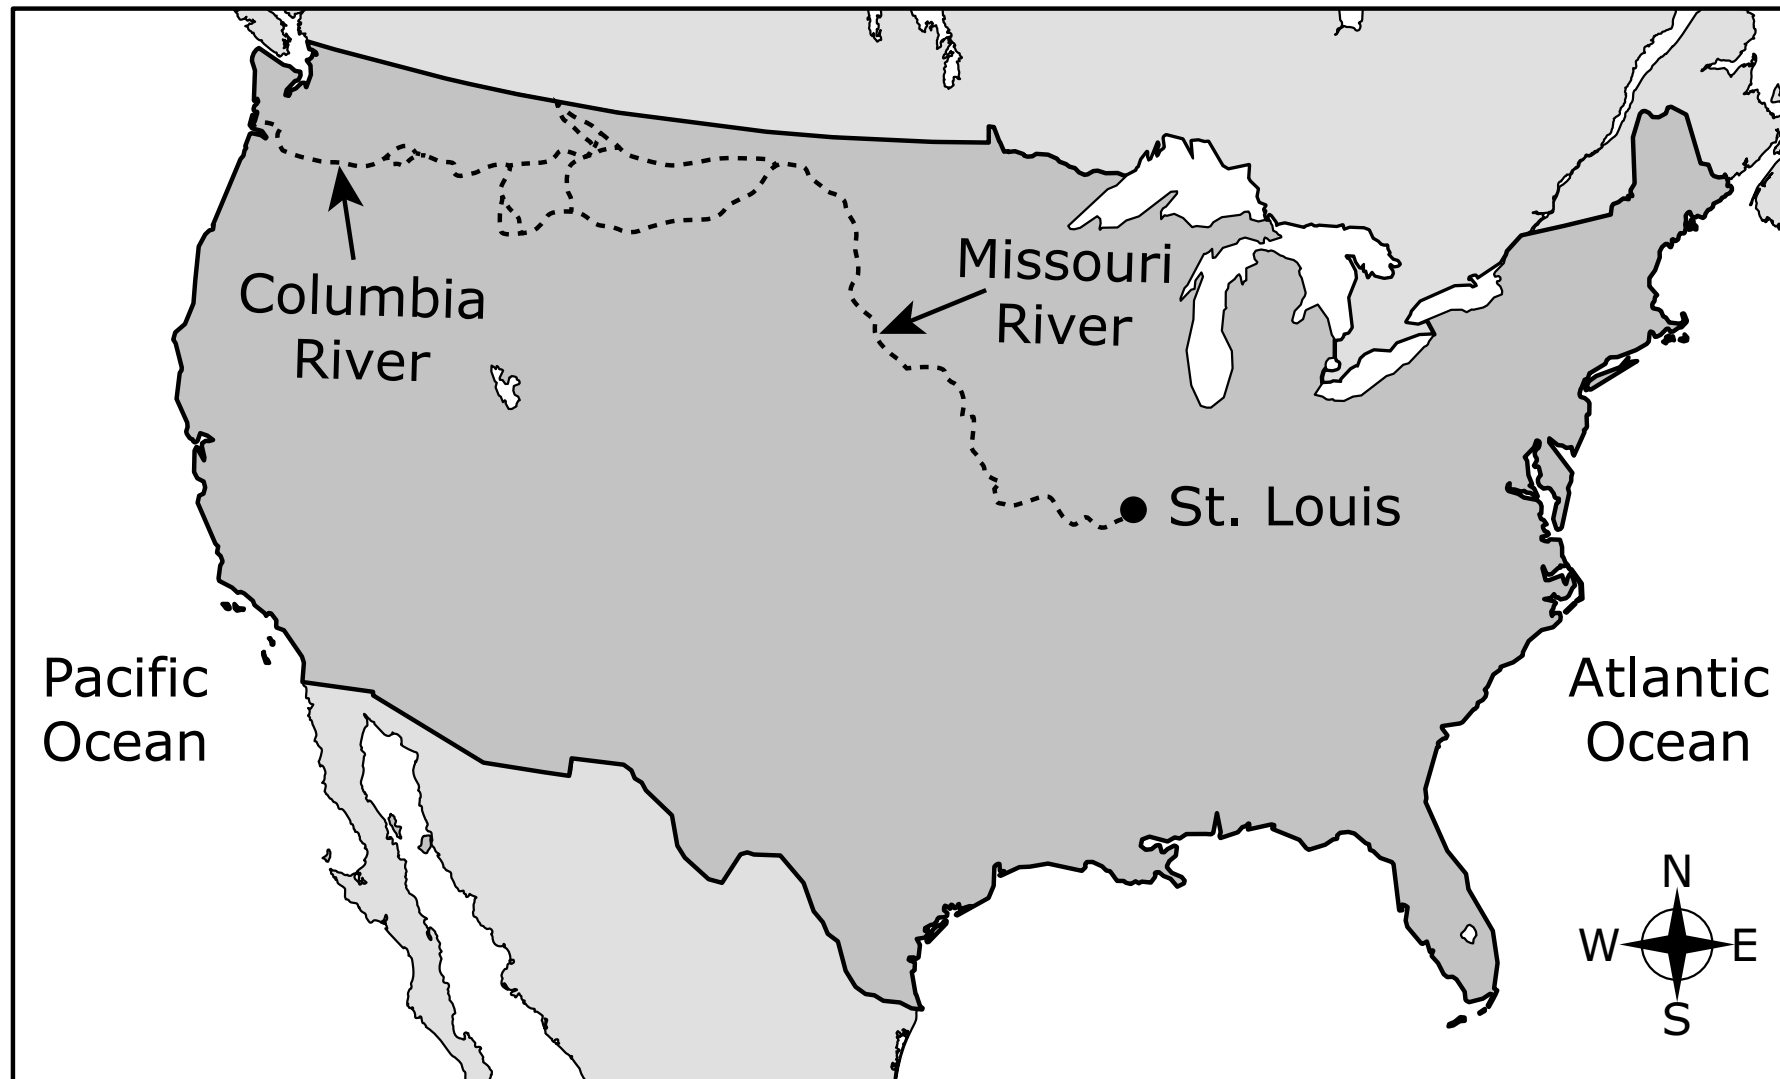 Missouri
River
Columbia
River
St. Louis
Pacific
Ocean
Atlantic
Ocean
N
W E
S